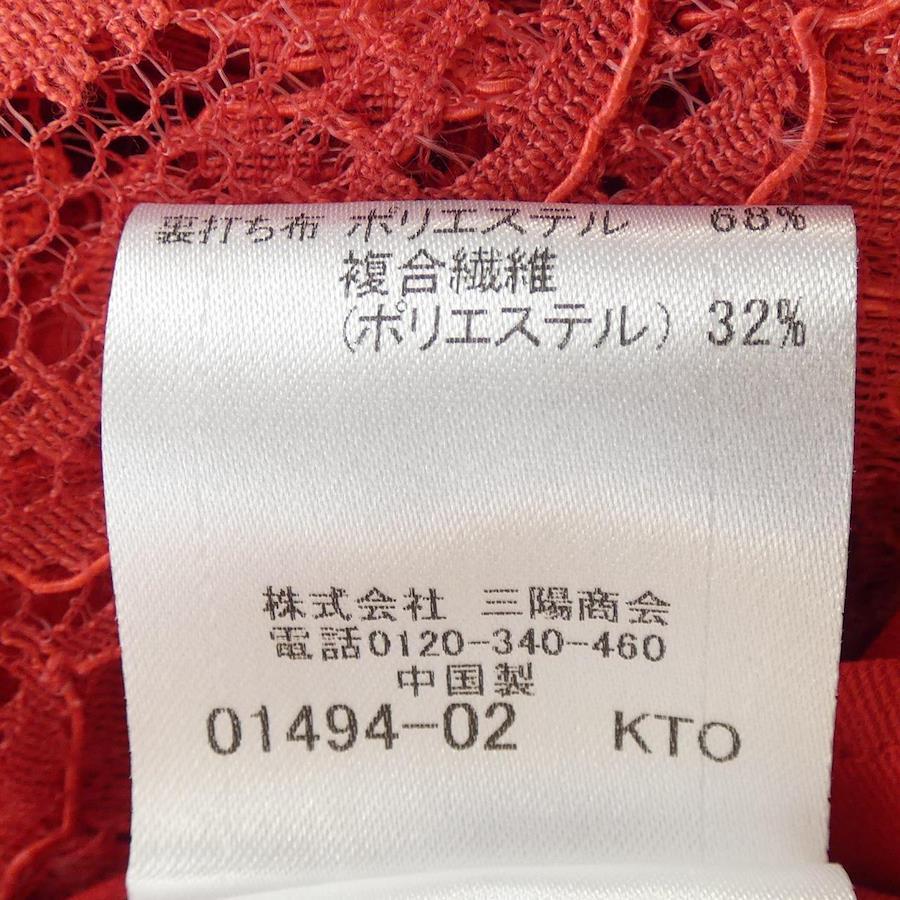 裏打ち布 ポリエステル 68%
複合繊維
(ポリエステル) 32%
株式会社 三陽商会
電話0120-340-460
中国製
01494-02 KTO